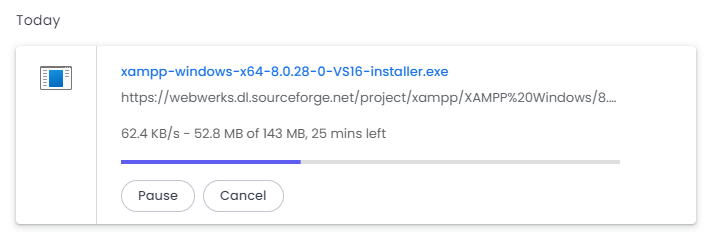 Today
xampp-windows-x64-8.0.28-0-VS16-installer.exe
https://webwerks.dl.sourceforge.net/project/xampp/XAMPP%20Windows/8....
62.4 KB/s - 52.8 MB of 143 MB, 25 mins left
Pause Cancel